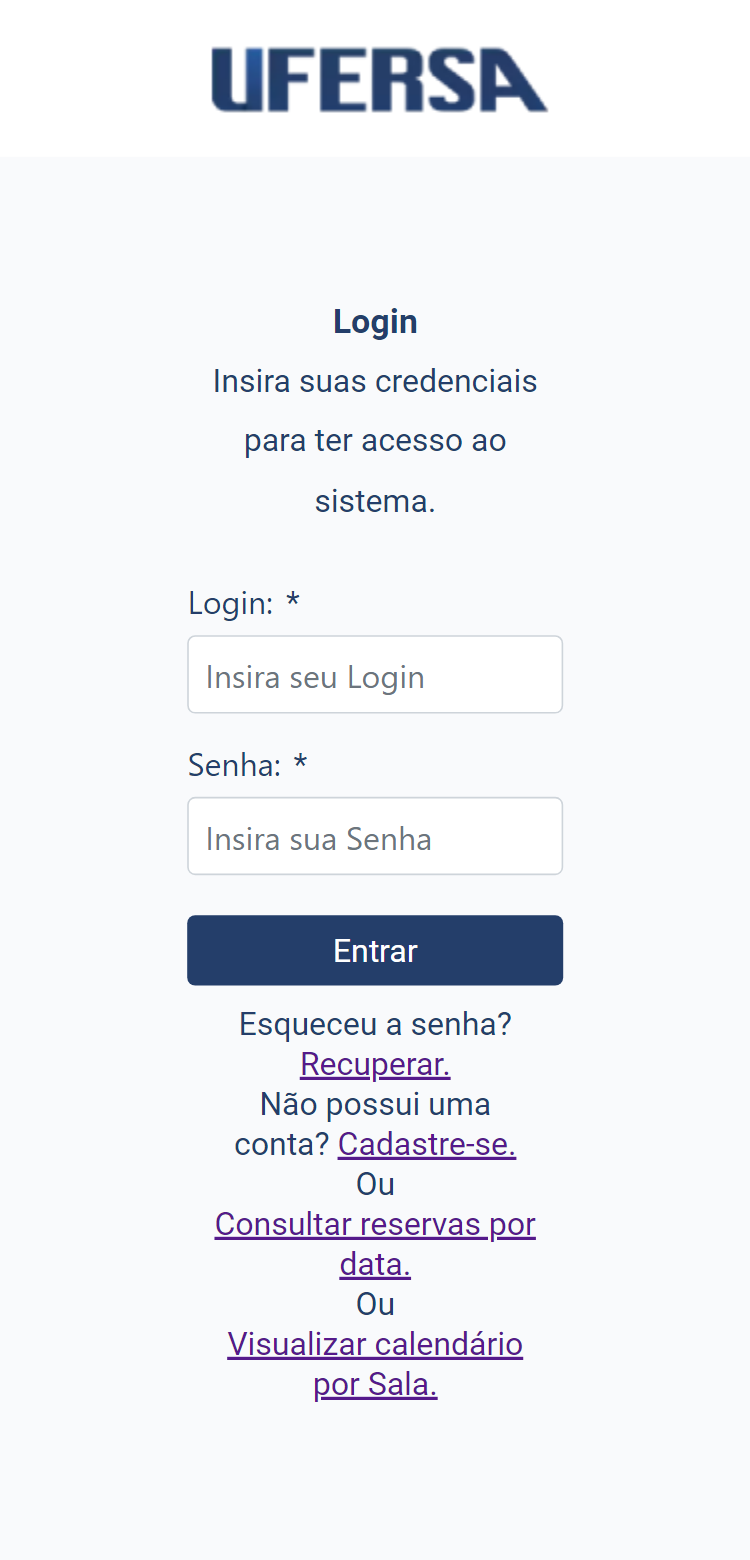 UFERSA
Login
Insira suas credenciais
para ter acesso ao
sistema.
Login: *
Insira seu Login
Senha: *
Insira sua Senha
Entrar
Esqueceu a senha?
Recuperar.
Não possui uma
conta? Cadastre-se.
Ou
Consultar reservas por
data.
Ou
Visualizar calendário
por Sala.